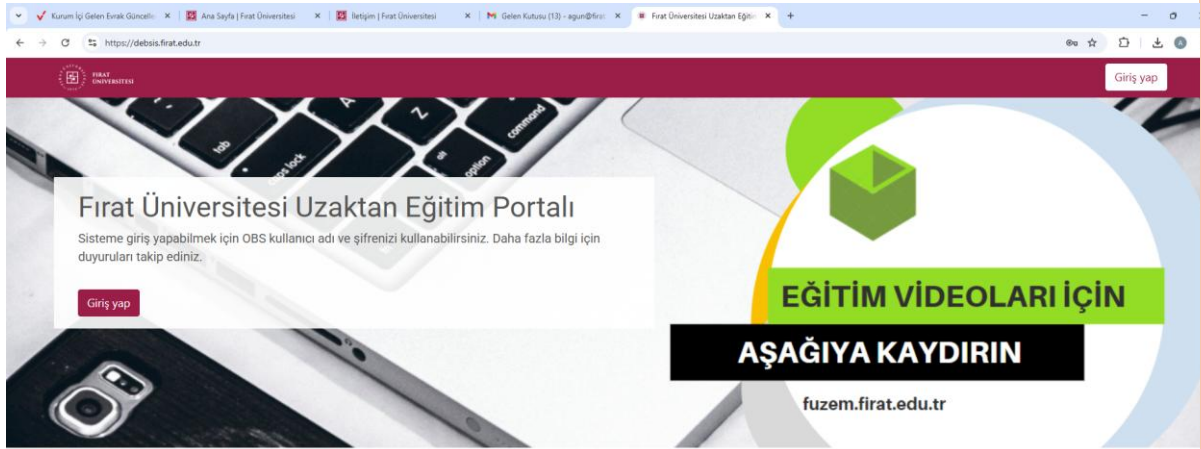 Kurum İçi Gelen Evrak Güncelle
Ana Sayfa | Fırat Üniversitesi
İletişim | Fırat Üniversitesi
Gelen Kutusu (13) - agun@firat.
Fırat Üniversitesi Uzaktan Eğitim
https://debsis.firat.edu.tr
A
FIRAT
ÜNİVERSİTESİ
Giriş yap
tab
caps lock
A
Z
alt
option
command
Fırat Üniversitesi Uzaktan Eğitim Portalı
Sisteme giriş yapabilmek için OBS kullanıcı adı ve şifrenizi kullanabilirsiniz. Daha fazla bilgi için
duyuruları takip ediniz.
Giriş yap
EĞİTİM VİDEOLARI İÇİN
AŞAĞIYA KAYDIRIN
fuzem.firat.edu.tr